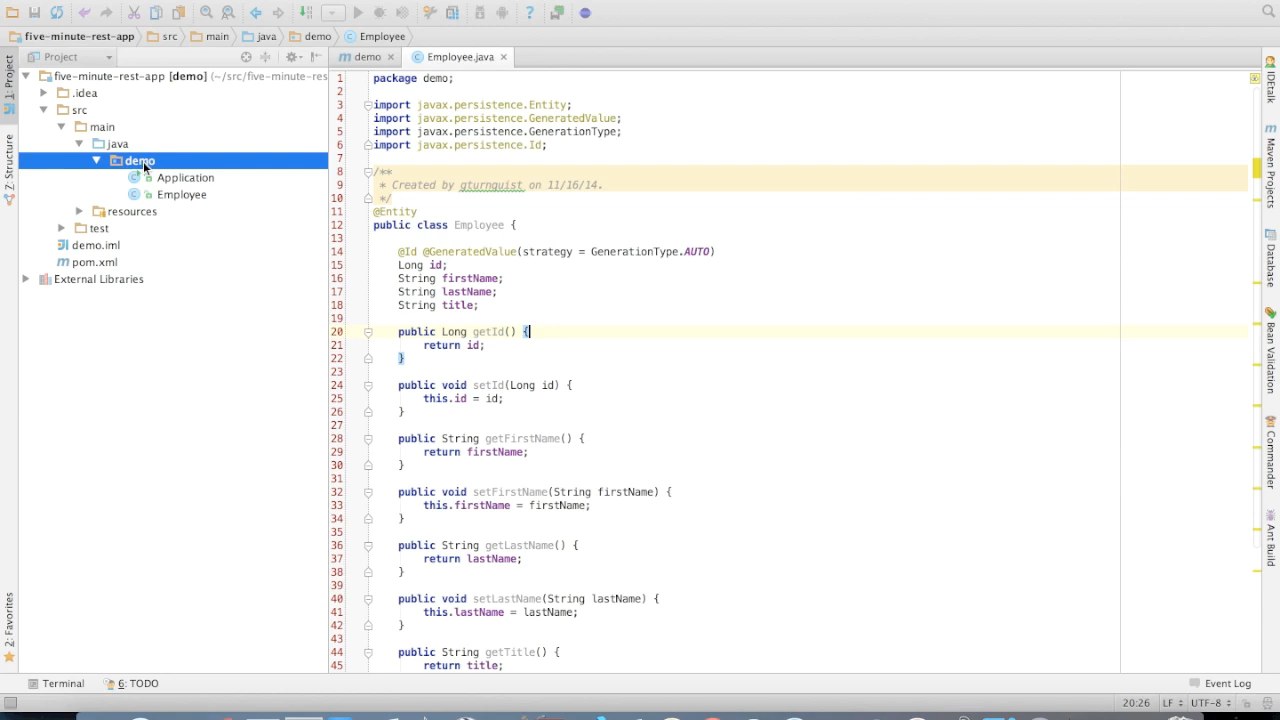 five-minute-rest-app src main java demo Employee
Project
demo
Employee.java
five-minute-rest-app [demo] (~/src/five-minute-res
.idea
src
main
java
demo
Application
Employee
resources
test
demo.iml
pom.xml
External Libraries
1: Project
Z: Structure
2: Favorites
1 package demo;
2
3 import javax.persistence.Entity;
4 import javax.persistence.GeneratedValue;
5 import javax.persistence.GenerationType;
6 import javax.persistence.Id;
7
8 /**
9 * Created by gturnquist on 11/16/14.
10 */
11 @Entity
12 public class Employee {
13
14 @Id @GeneratedValue(strategy = GenerationType.AUTO)
15 Long id;
16 String firstName;
17 String lastName;
18 String title;
19
20 public Long getId() {
21 return id;
22 }
23
24 public void setId(Long id) {
25 this.id = id;
26 }
27
28 public String getFirstName() {
29 return firstName;
30 }
31
32 public void setFirstName(String firstName) {
33 this.firstName = firstName;
34 }
35
36 public String getLastName() {
37 return lastName;
38 }
39
40 public void setLastName(String lastName) {
41 this.lastName = lastName;
42 }
43
44 public String getTitle() {
45 return title;
IDEtalk
Maven Projects
Database
Bean Validation
Commander
Ant Build
Terminal
6: TODO
Event Log
20:26 LF UTF-8